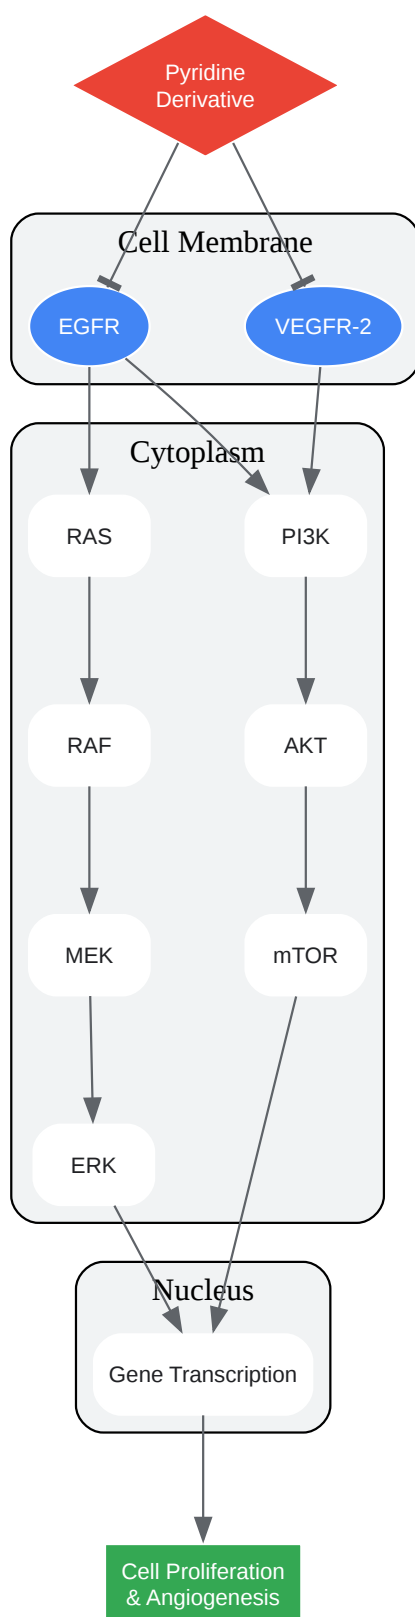 Pyridine
Derivative
Cell Membrane
EGFR
VEGFR-2
Cytoplasm
RAS
PI3K
RAF
AKT
MEK
mTOR
ERK
Nucleus
Gene Transcription
Cell Proliferation
& Angiogenesis